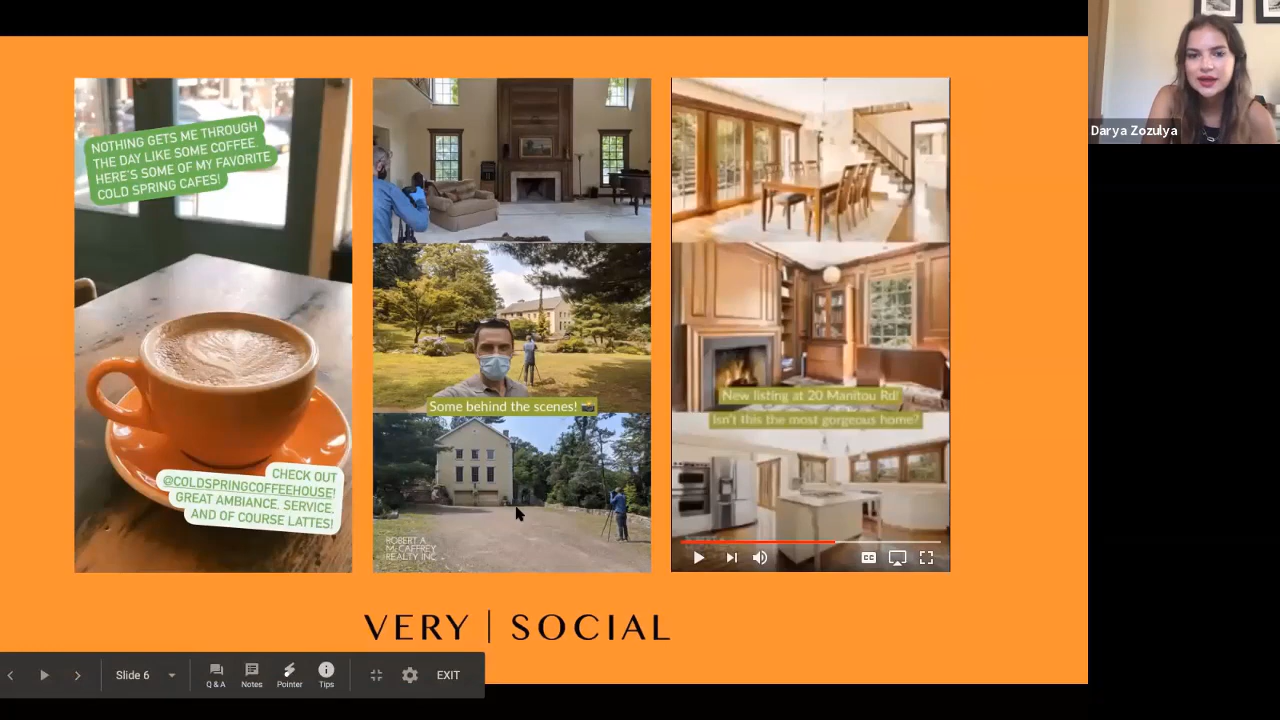 NOTHING GETS ME THROUGH
THE DAY LIKE SOME COFFEE.
HERE'S SOME OF MY FAVORITE
COLD SPRING CAFES!
CHECK OUT
@COLDSPRINGCOFFEEHOUSE!
GREAT AMBIANCE, SERVICE,
AND OF COURSE LATTES!
Some behind the scenes!
ROBERT A.
McCAFFREY
REALTY INC
New listing at 20 Manitou Rd!
Isn't this the most gorgeous home?
CC
VERY | SOCIAL
Darya Zozulya
Slide 6
Q & A
Notes
Pointer
Tips
EXIT